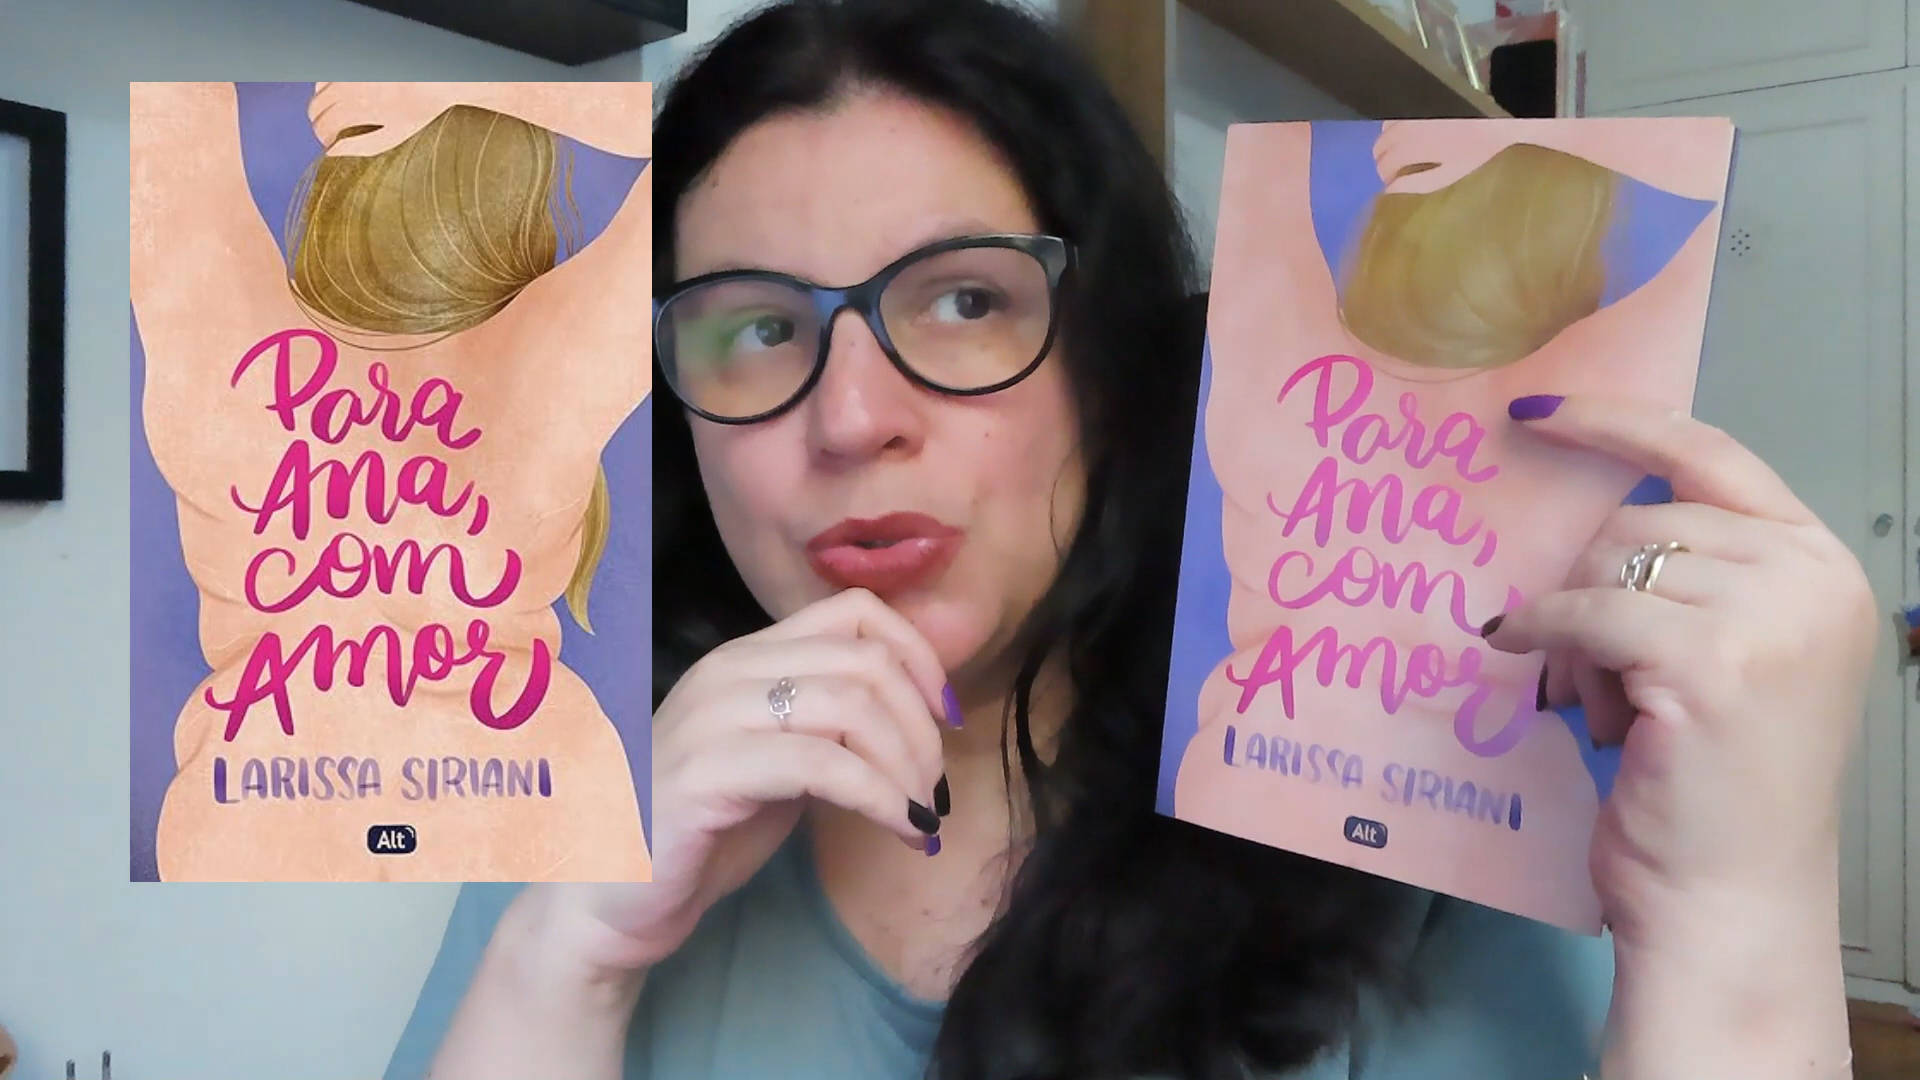 Para
Ana,
com
Amor
LARISSA SIRIANI
Alt
Para
Ana,
com
Amor
LARISSA SIRIANI
Alt